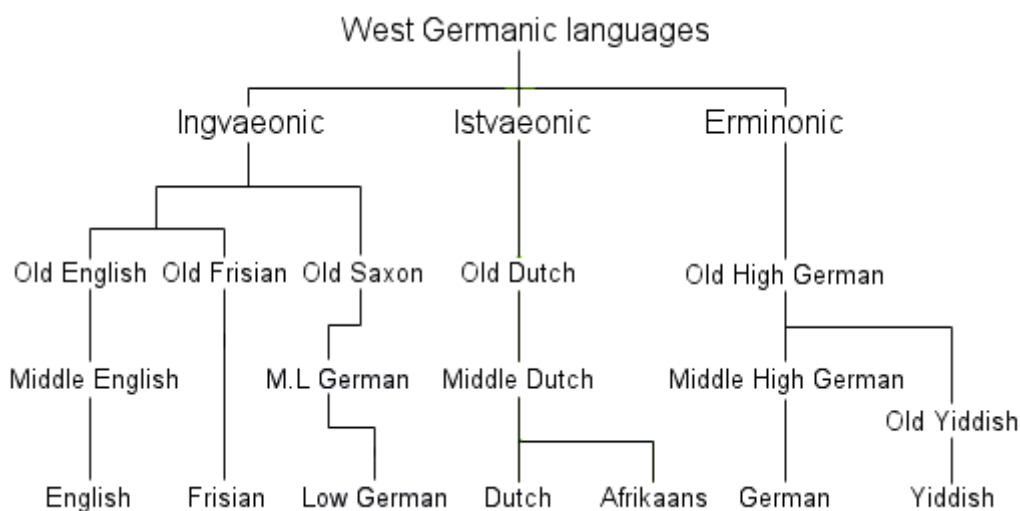 West Germanic languages
Ingvaeonic Istvaeonic Erminonic
Old English Old Frisian Old Saxon Old Dutch Old High German
Middle English M.L German Middle Dutch Middle High German
Old Yiddish
English Frisian Low German Dutch Afrikaans German Yiddish